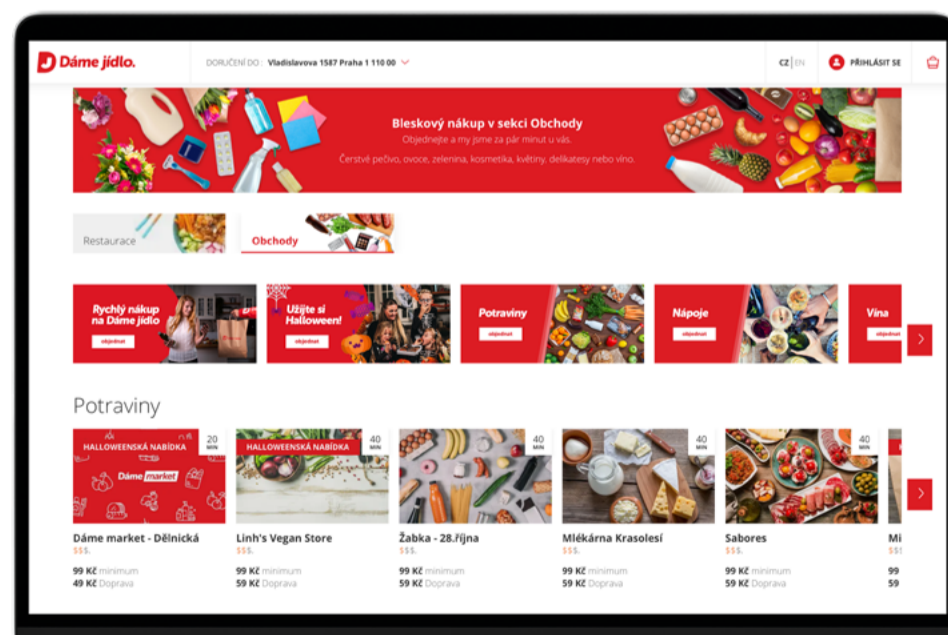 Dáme jídlo.
DORUČENÍ DO: Vladislavova 1587 Praha 1 110 00
CZ | EN
PŘIHLÁSIT SE
Bleskový nákup v sekci Obchody
Objednejte a my jsme za pár minut u vás.
Čerstvé pečivo, ovoce, zelenina, kosmetika, květiny, delikatesy nebo víno.
Restaurace
Obchody
Rychlý nákup
na Dáme jídlo
objednat
Užijte si
Halloween!
objednat
Potraviny
objednat
Nápoje
objednat
Vína
objednat
Potraviny
HALLOWEENSKÁ NABÍDKA
20
MIN
Dáme market
Dáme market - Dělnická
$$$.
99 Kč minimum
49 Kč Doprava
HALLOWEENSKÁ NABÍDKA
40
MIN
Linh's Vegan Store
$$$.
99 Kč minimum
59 Kč Doprava
40
MIN
Žabka - 28.října
$$$.
99 Kč minimum
59 Kč Doprava
40
MIN
Mlékárna Krasolesí
$$$.
99 Kč minimum
59 Kč Doprava
40
MIN
Sabores
$$$.
99 Kč minimum
59 Kč Doprava
Mi
$$$
99
59